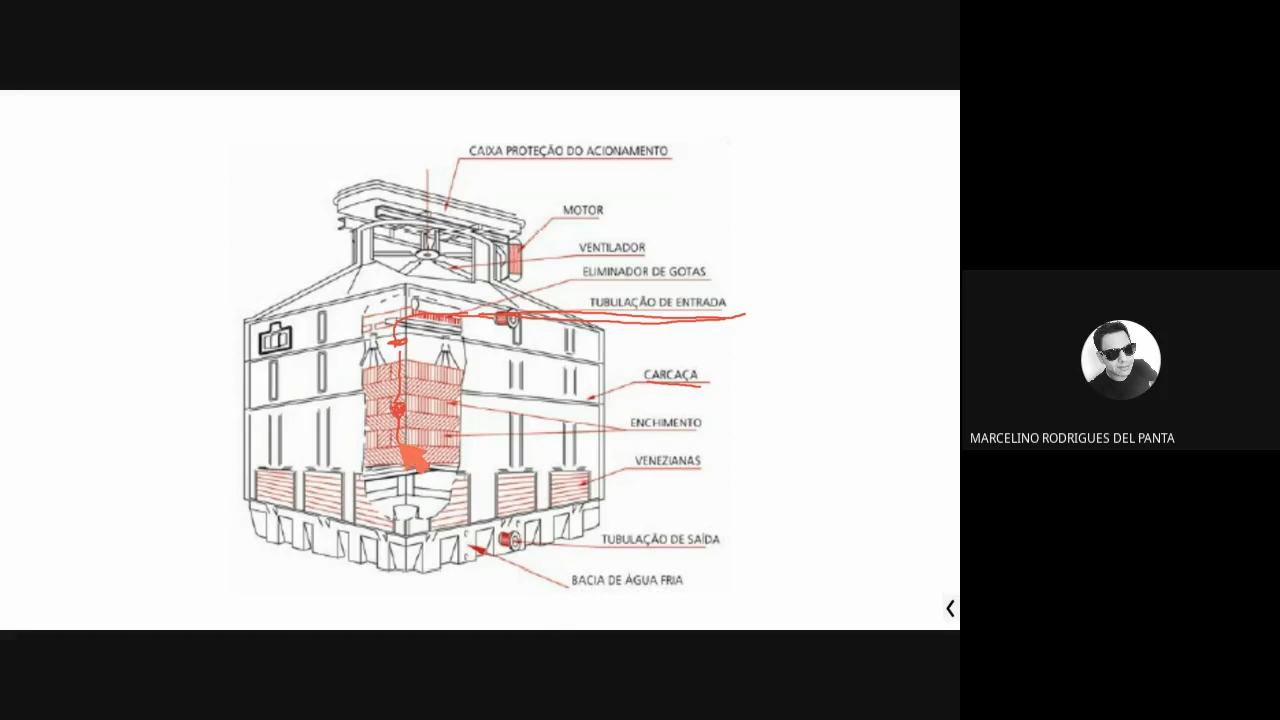 CAIXA PROTEÇÃO DO ACIONAMENTO
MOTOR
VENTILADOR
ELIMINADOR DE GOTAS
TUBULAÇÃO DE ENTRADA
CARCAÇA
ENCHIMENTO
VENEZIANAS
TUBULAÇÃO DE SAÍDA
BACIA DE ÁGUA FRIA
MARCELINO RODRIGUES DEL PANTA